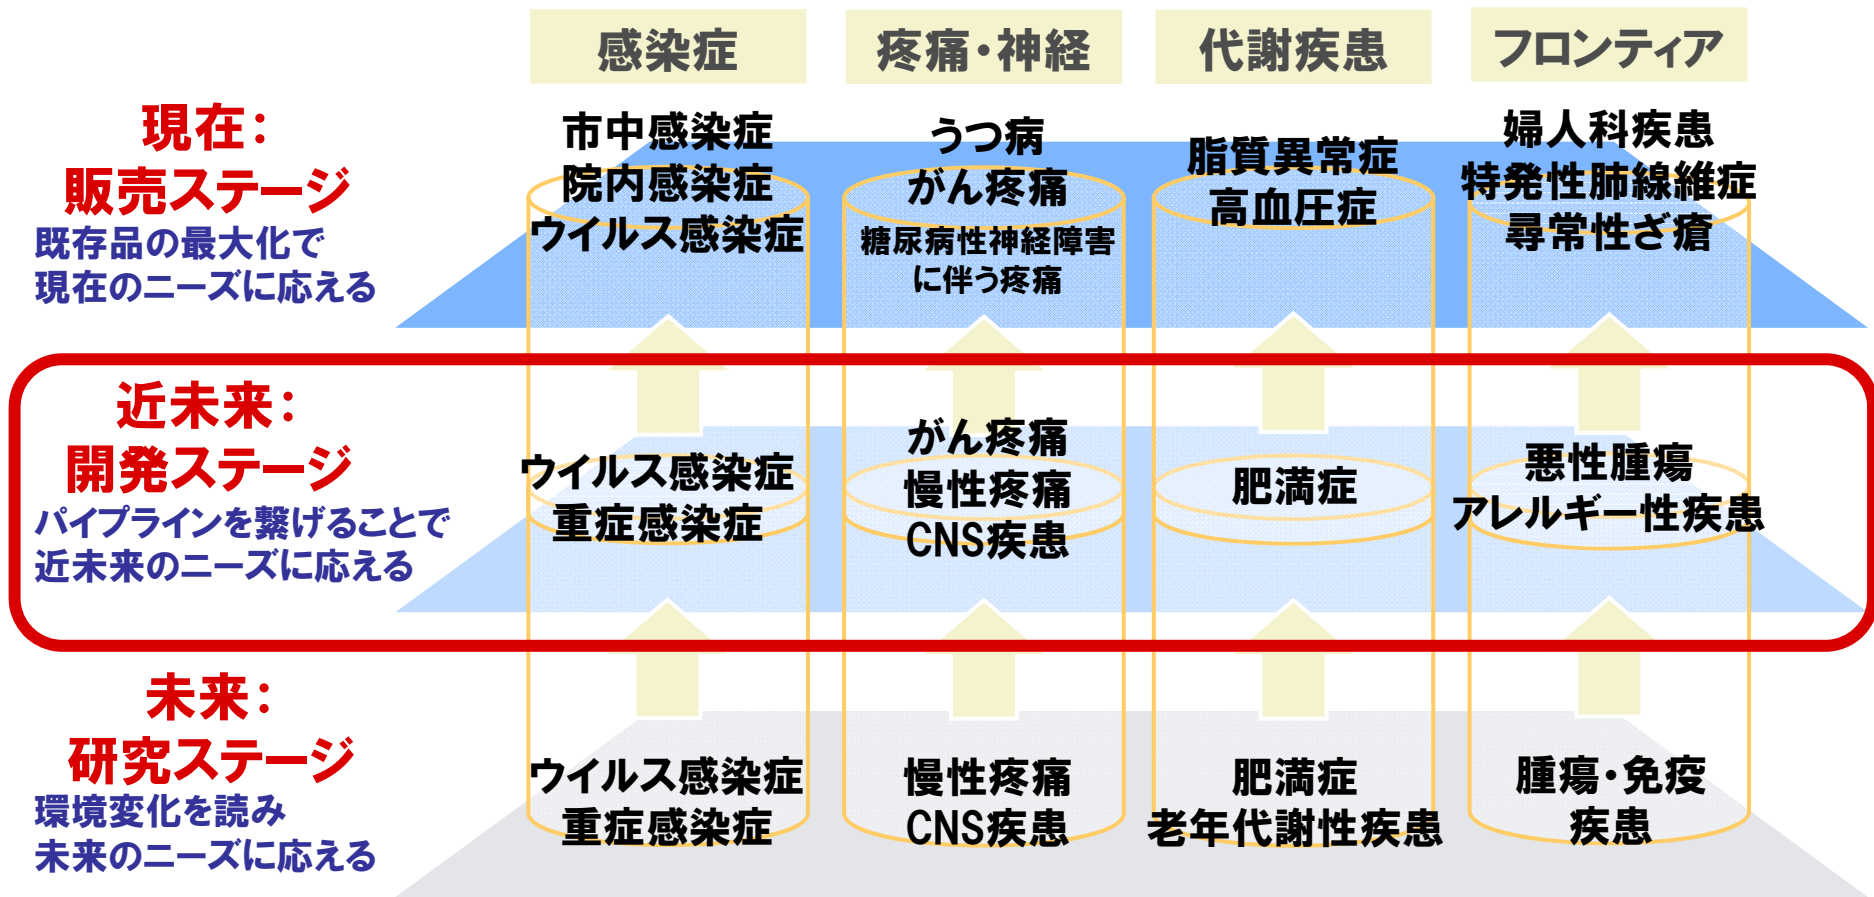 感染症
疼痛・神経
代謝疾患
フロンティア
現在：
販売ステージ
既存品の最大化で
現在のニーズに応える
市中感染症
院内感染症
ウイルス感染症
うつ病
がん疼痛
糖尿病性神経障害
に伴う疼痛
脂質異常症
高血圧症
婦人科疾患
特発性肺線維症
尋常性ざ瘡
近未来：
開発ステージ
パイプラインを繋げることで
近未来のニーズに応える
ウイルス感染症
重症感染症
がん疼痛
慢性疼痛
CNS疾患
肥満症
悪性腫瘍
アレルギー性疾患
未来：
研究ステージ
環境変化を読み
未来のニーズに応える
ウイルス感染症
重症感染症
慢性疼痛
CNS疾患
肥満症
老年代謝性疾患
腫瘍・免疫
疾患